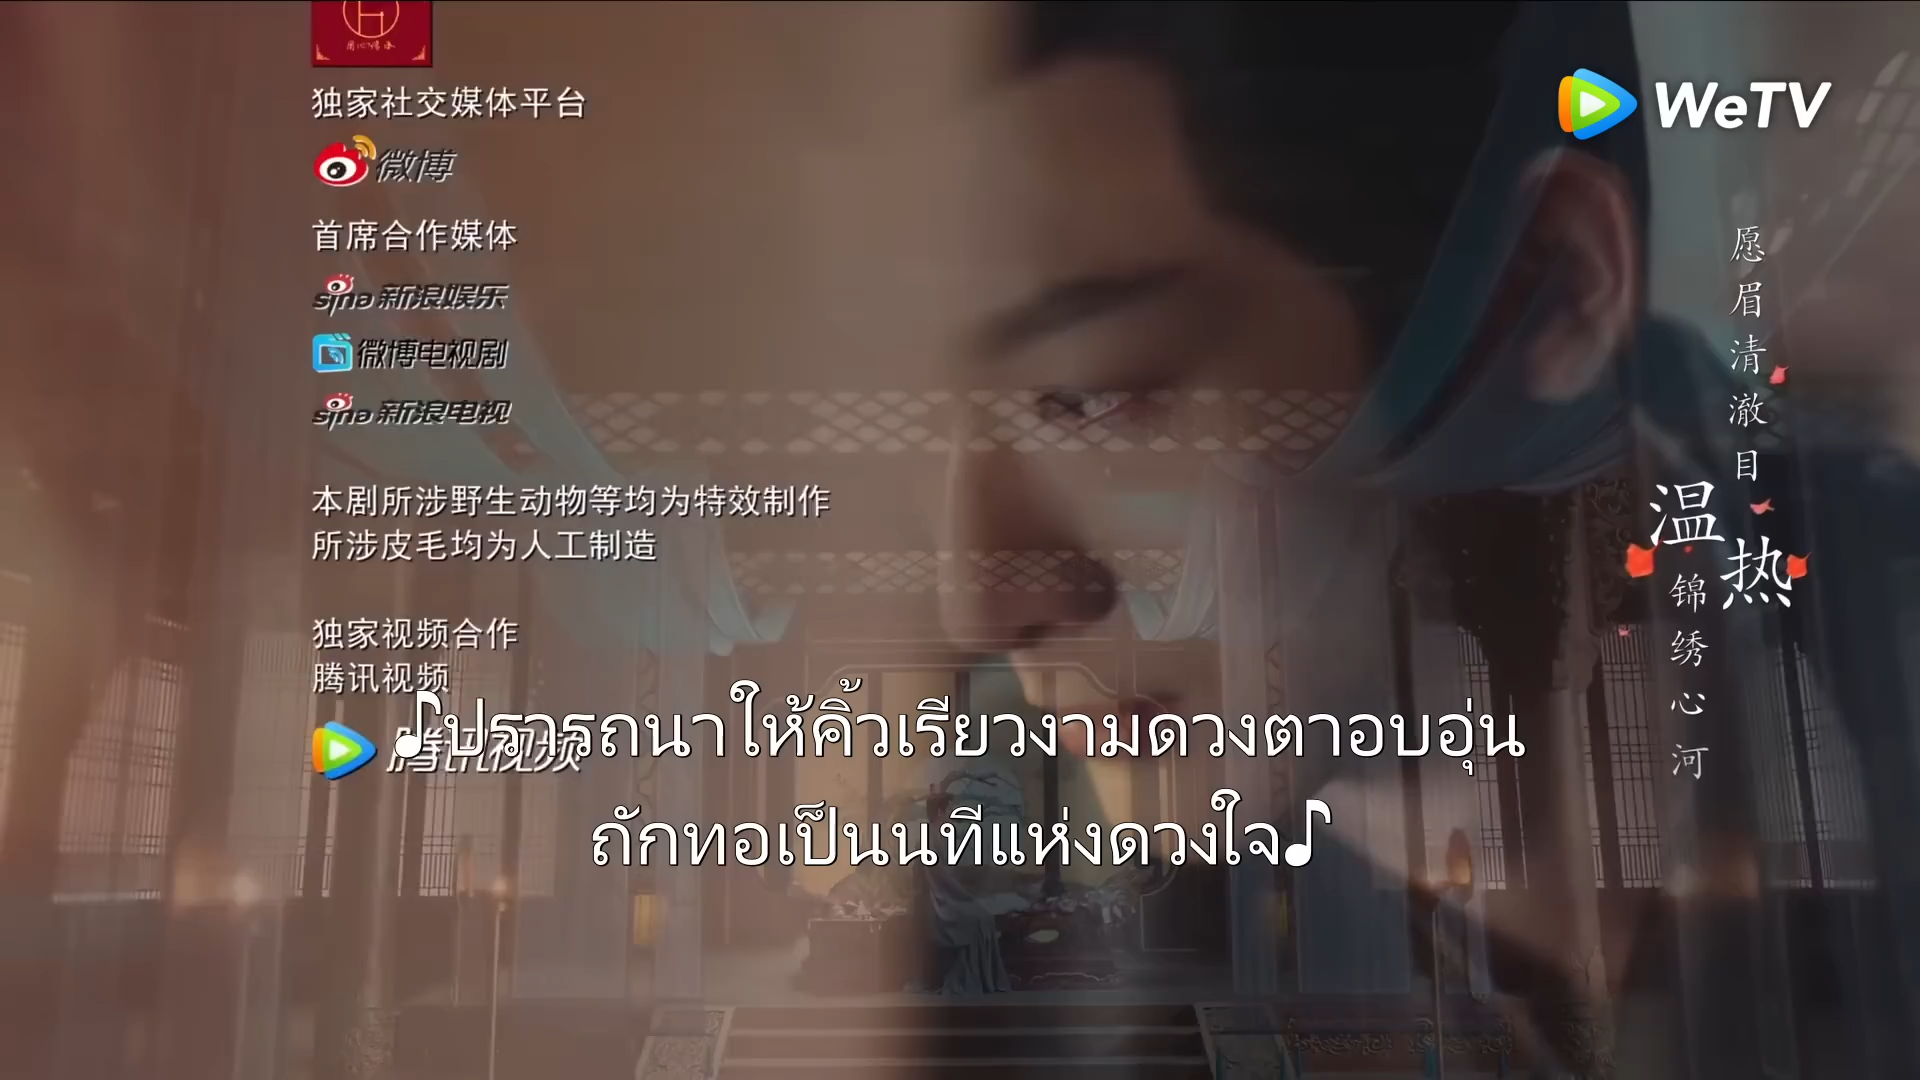 独家社交媒体平台
微博
首席合作媒体
sina 新浪娱乐
微博电视剧
sina 新浪电视
本剧所涉野生动物等均为特效制作
所涉皮毛均为人工制造
独家视频合作
腾讯视频
腾讯视频
WeTV
愿眉清澈目
温热
锦绣心河
♪ปรารถนาให้คิ้วเรียวงามดวงตาอบอุ่น
ถักทอเป็นนทีแห่งดวงใจ♪